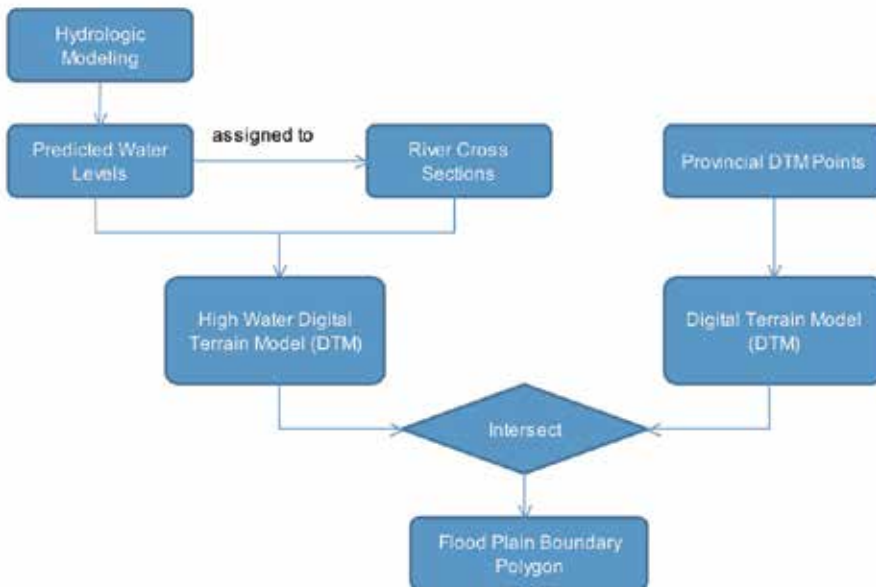 Hydrologic
Modeling
Predicted Water
Levels
assigned to
River Cross
Sections
Provincial DTM Points
High Water Digital
Terrain Model (DTM)
Digital Terrain Model
(DTM)
Intersect
Flood Plain Boundary
Polygon